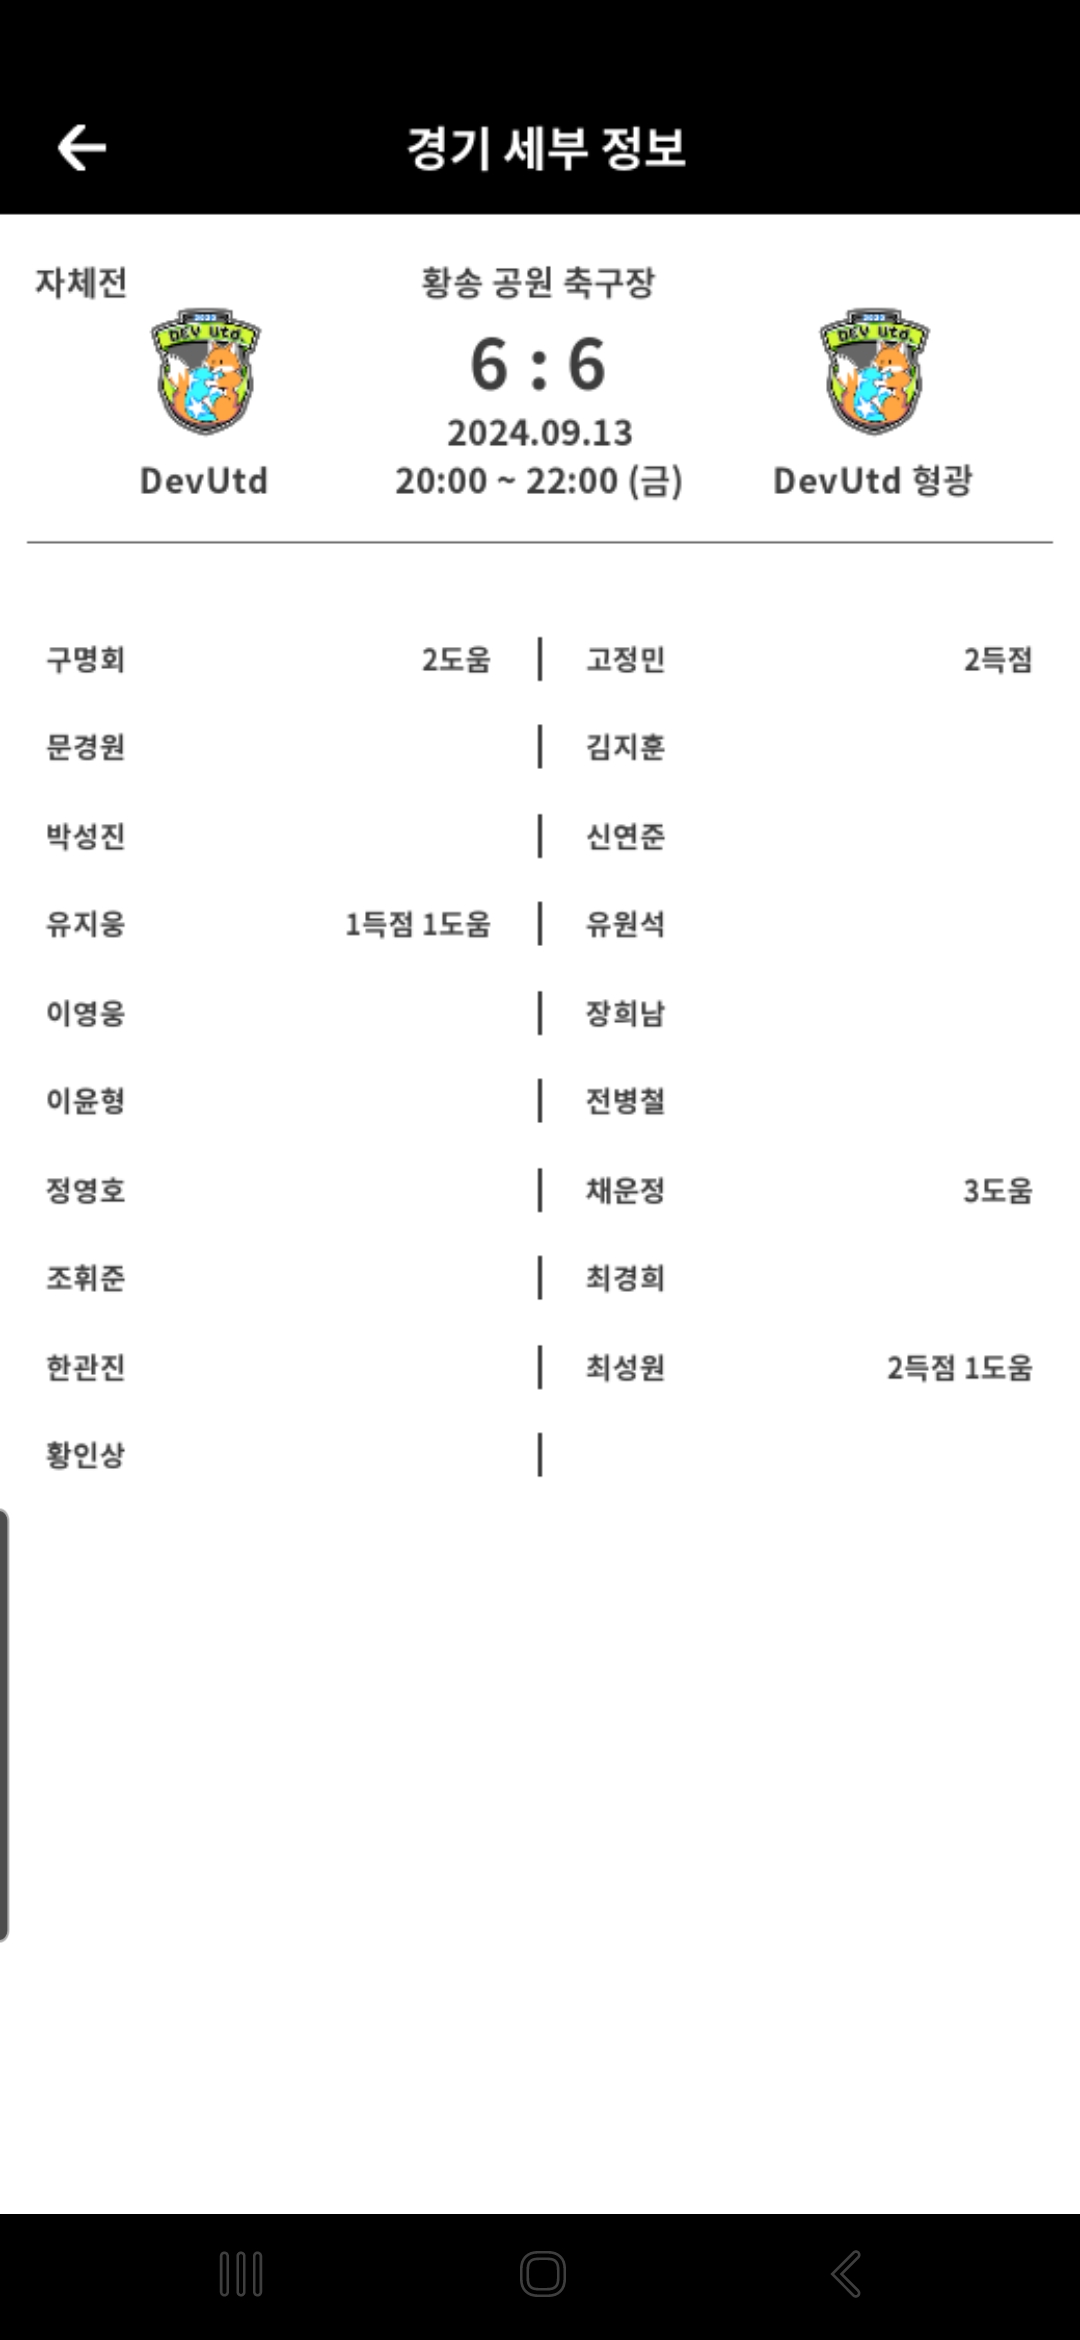 경기 세부 정보
자체전
황송 공원 축구장
2023
DEV Utd.
6 : 6
2023
DEV Utd.
2024.09.13
DevUtd
20:00 ~ 22:00 (금)
DevUtd 형광
구명회 2도움 | 고정민 2득점
문경원 | 김지훈
박성진 | 신연준
유지웅 1득점 1도움 | 유원석
이영웅 | 장희남
이윤형 | 전병철
정영호 | 채운정 3도움
조휘준 | 최경희
한관진 | 최성원 2득점 1도움
황인상 |